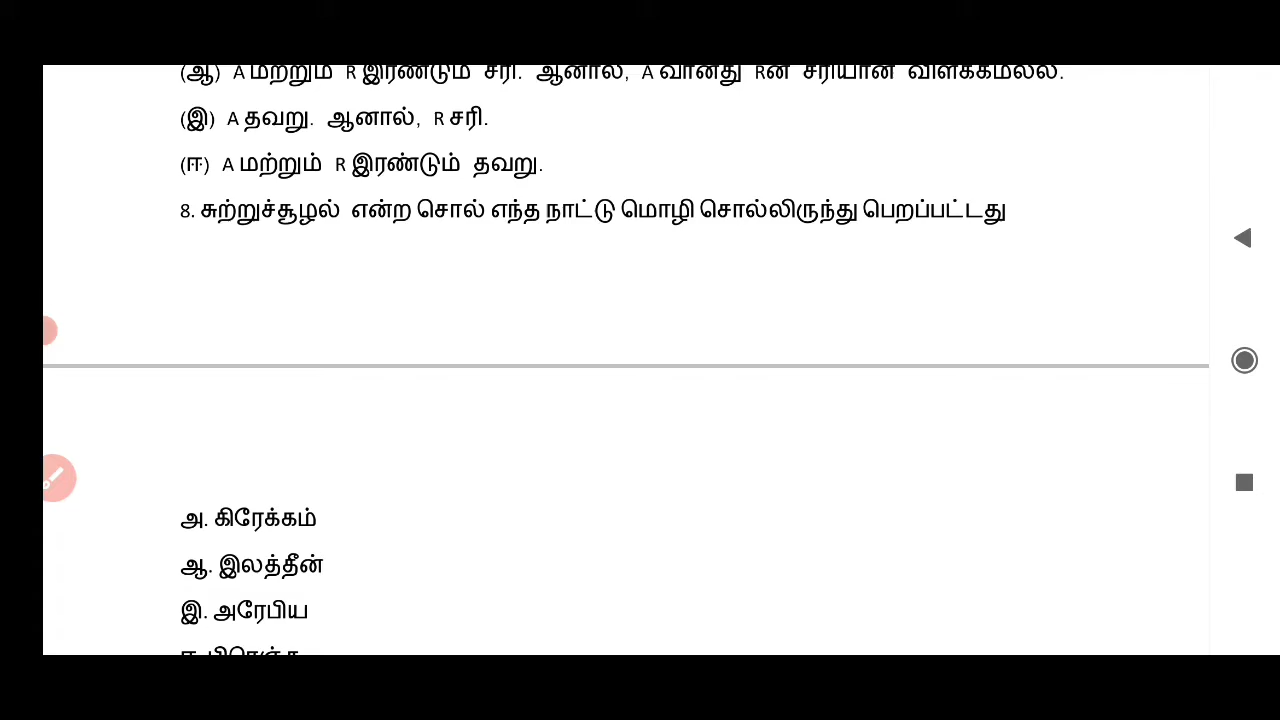 (ஆ) A மற்றும் R இரண்டும் சரி. ஆனால், A வானது Rன் சரியான விளக்கமல்ல.
(இ) A தவறு. ஆனால், R சரி.
(ஈ) A மற்றும் R இரண்டும் தவறு.
8. சுற்றுச்சூழல் என்ற சொல் எந்த நாட்டு மொழி சொல்லிருந்து பெறப்பட்டது
அ. கிரேக்கம்
ஆ. இலத்தீன்
இ. அரேபிய